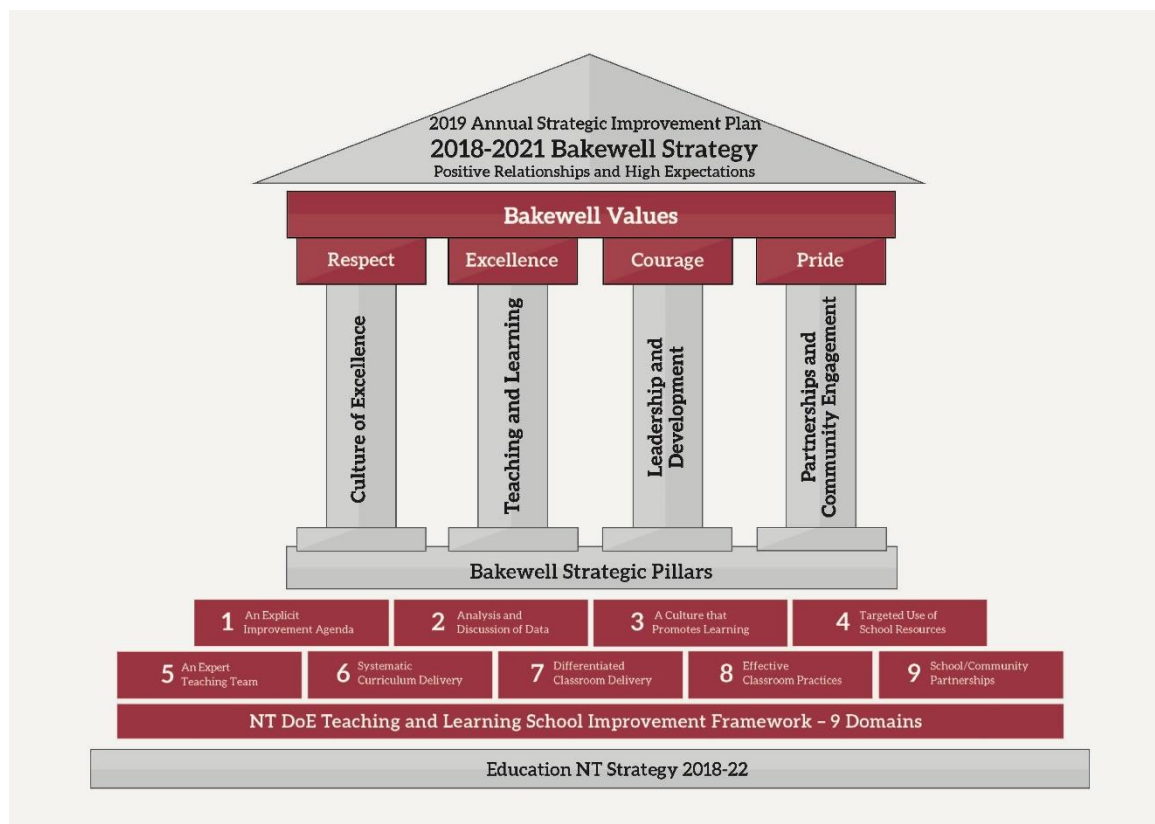 2019 Annual Strategic Improvement Plan
2018-2021 Bakewell Strategy
Positive Relationships and High Expectations
Bakewell Values
Respect
Excellence
Courage
Pride
Culture of Excellence
Teaching and Learning
Leadership and
Development
Partnerships and
Community Engagement
Bakewell Strategic Pillars
1 An Explicit
Improvement Agenda
2 Analysis and
Discussion of Data
3 A Culture that
Promotes Learning
4 Targeted Use of
School Resources
5 An Expert
Teaching Team
6 Systematic
Curriculum Delivery
7 Differentiated
Classroom Delivery
8 Effective
Classroom Practices
9 School/Community
Partnerships
NT DoE Teaching and Learning School Improvement Framework – 9 Domains
Education NT Strategy 2018-22